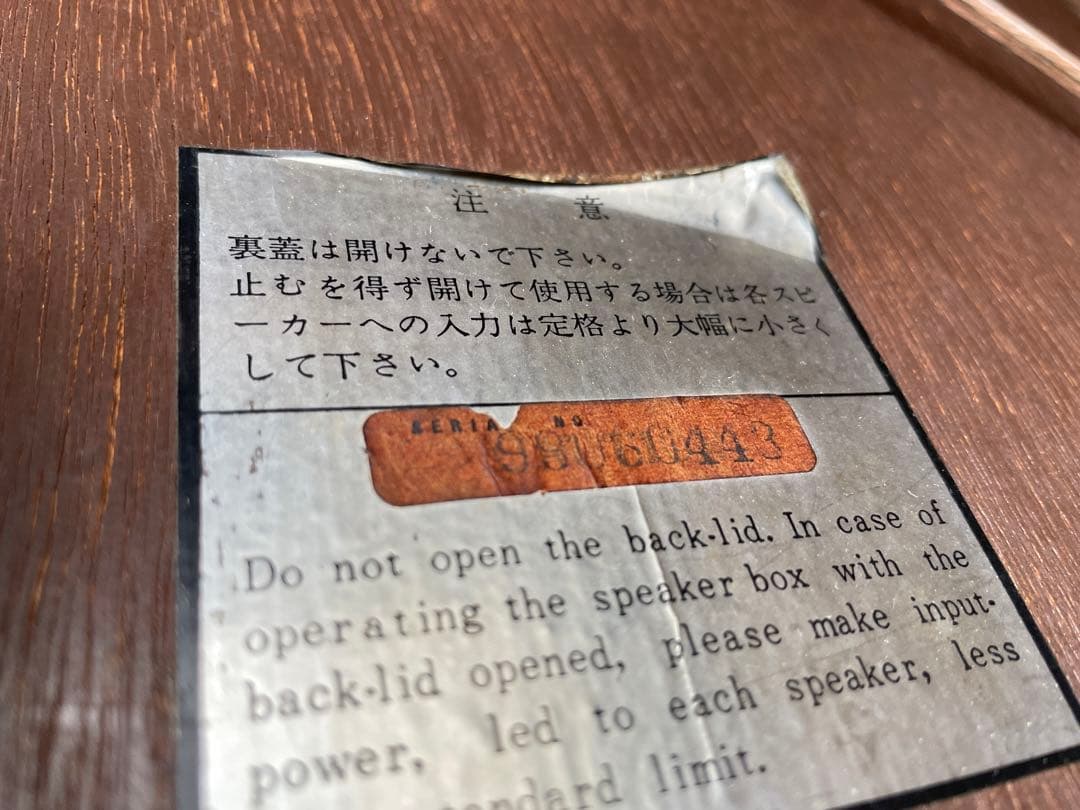 注意
裏蓋は開けないで下さい。
止むを得ず開けて使用する場合は各スピ
ーカーへの入力は定格より大幅に小さく
して下さい。
NO.
Do not open the back-lid. In case of
operating the speaker box with the
back-lid opened, please make input-
power, led to each speaker, less
limit.